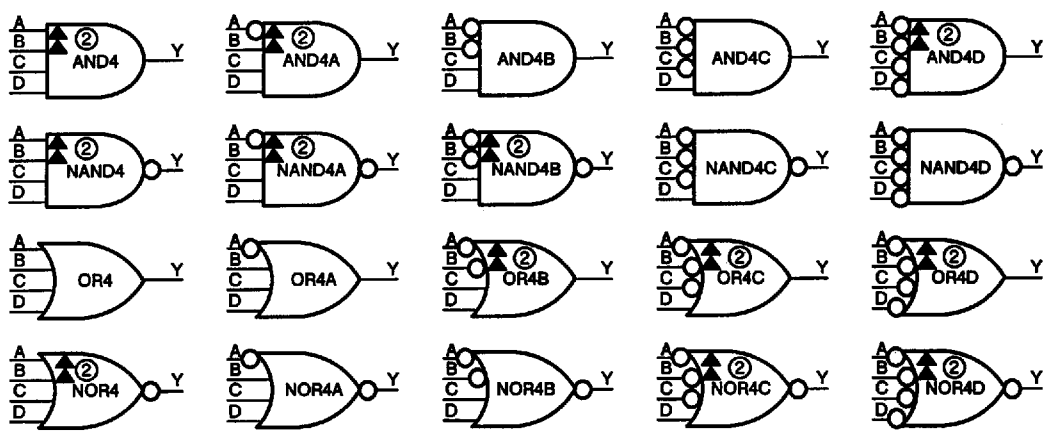 A
B ② Y
C AND4
D
A
B ② Y
C AND4A
D
A
B Y
C AND4B
D
A
B Y
C AND4C
D
A
B ② Y
C AND4D
D
A
B ② Y
C NAND4
D
A
B ② Y
C NAND4A
D
A
B ② Y
C NAND4B
D
A
B Y
C NAND4C
D
A
B Y
C NAND4D
D
A
B Y
C OR4
D
A
B Y
C OR4A
D
A
B ② Y
C OR4B
D
A
B ② Y
C OR4C
D
A
B ② Y
C OR4D
D
A
B ② Y
C NOR4
D
A
B Y
C NOR4A
D
A
B Y
C NOR4B
D
A
B ② Y
C NOR4C
D
A
B ② Y
C NOR4D
D